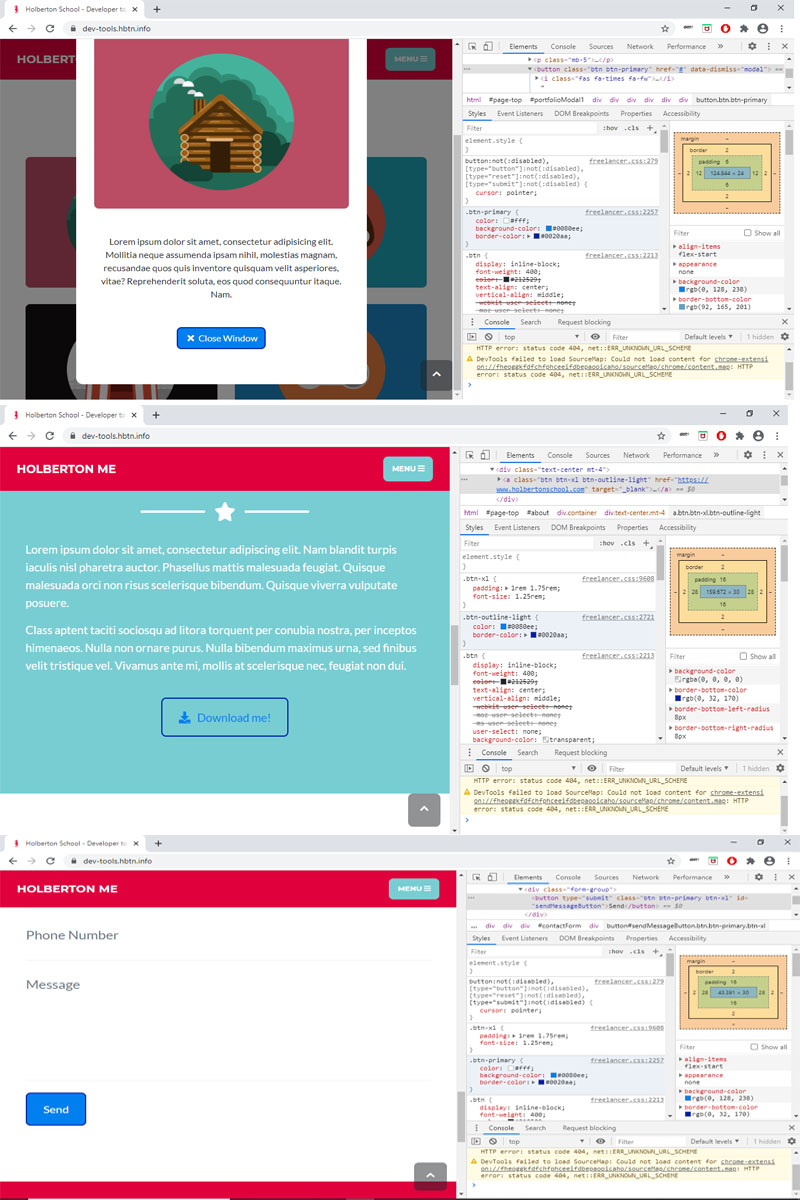 Holberton School - Developer to
dev-tools.hbtn.info
HOLBERTON
MENU
Lorem ipsum dolor sit amet, consectetur adipisicing elit.
Mollitia neque assumenda ipsam nihil, molestias magnam,
recusandae quos quis inventore quisquam velit asperiores,
vitae? Reprehenderit soluta, eos quod consequuntur itaque.
Nam.
Close Window
Elements Console Sources Network Performance »
<p class="mb-5">…</p>
<button class="btn btn-primary" href="#" data-dismiss="modal"> ==
<i class="fas fa-times fa-fw">…</i>
html #page-top #portfolioModal1 div div div div div div button.btn.btn-primary
Styles Event Listeners DOM Breakpoints Properties Accessibility
Filter :hov .cls +
element.style {
}
button:not(:disabled), freelancer.css:279
[type="button"]:not(:disabled),
[type="reset"]:not(:disabled),
[type="submit"]:not(:disabled) {
cursor: pointer;
}
.btn-primary { freelancer.css:2257
color: #fff;
background-color: #0080ee;
border-color: #0020aa;
}
.btn { freelancer.css:2213
display: inline-block;
font-weight: 400;
color: #212529;
text-align: center;
vertical-align: middle;
-webkit-user-select: none;
-moz-user-select: none;
margin –
border 2
padding 6
– 2 12 124.844 × 24 12 2 –
6
2
–
Filter Show all
align-items
flex-start
appearance
none
background-color
rgb(0, 128, 238)
border-bottom-color
rgb(92, 165, 201)
Console Search Request blocking
top Filter Default levels ▼ 1 hidden
HTTP error: status code 404, net::ERR_UNKNOWN_URL_SCHEME
DevTools failed to load SourceMap: Could not load content for chrome-extensi
on://fheoggkfdfchfphceeifdbepaooicaho/sourceMap/chrome/content.map: HTTP
error: status code 404, net::ERR_UNKNOWN_URL_SCHEME
Holberton School - Developer to
dev-tools.hbtn.info
HOLBERTON ME
MENU
Lorem ipsum dolor sit amet, consectetur adipiscing elit. Nam blandit turpis
iaculis nisl pharetra auctor. Phasellus mattis malesuada feugiat. Quisque
malesuada orci non risus scelerisque bibendum. Quisque viverra vulputate
posuere.
Class aptent taciti sociosqu ad litora torquent per conubia nostra, per inceptos
himenaeos. Nulla non ornare purus. Nulla bibendum maximus urna, sed finibus
velit tristique vel. Vivamus ante mi, mollis at scelerisque nec, feugiat non dui.
Download me!
Elements Console Sources Network Performance »
<div class="text-center mt-4">
<a class="btn btn-xl btn-outline-light" href="https://
www.holbertonschool.com" target="_blank">…</a> == $0
</div>
html #page-top #about div.container div.text-center.mt-4 a.btn.btn-xl.btn-outline-light
Styles Event Listeners DOM Breakpoints Properties Accessibility
Filter :hov .cls +
element.style {
}
.btn-xl { freelancer.css:9608
padding: 1rem 1.75rem;
font-size: 1.25rem;
}
.btn-outline-light { freelancer.css:2721
color: #0080ee;
border-color: #0020aa;
}
.btn { freelancer.css:2213
display: inline-block;
font-weight: 400;
color: #212529;
text-align: center;
vertical-align: middle;
-webkit-user-select: none;
-moz-user-select: none;
-ms-user-select: none;
user-select: none;
background-color: transparent;
margin –
border 2
padding 16
– 2 28 159.672 × 30 28 2 –
16
2
–
Filter Show all
background-color
rgba(0, 0, 0, 0)
border-bottom-color
rgb(0, 32, 170)
border-bottom-left-radius
8px
border-bottom-right-radius
8px
Console Search Request blocking
top Filter Default levels ▼ 1 hidden
HTTP error: status code 404, net::ERR_UNKNOWN_URL_SCHEME
DevTools failed to load SourceMap: Could not load content for chrome-extensi
on://fheoggkfdfchfphceeifdbepaooicaho/sourceMap/chrome/content.map: HTTP
error: status code 404, net::ERR_UNKNOWN_URL_SCHEME
Holberton School - Developer to
dev-tools.hbtn.info
HOLBERTON ME
MENU
Phone Number
Message
Send
Elements Console Sources Network Performance »
<div class="form-group">
<button type="submit" class="btn btn-primary btn-xl" id=
"sendMessageButton">Send</button> == $0
</div>
... div div div #contactForm div div button#sendMessageButton.btn.btn-primary.btn-xl
Styles Event Listeners DOM Breakpoints Properties Accessibility
Filter :hov .cls +
element.style {
}
button:not(:disabled), freelancer.css:279
[type="button"]:not(:disabled),
[type="reset"]:not(:disabled),
[type="submit"]:not(:disabled) {
cursor: pointer;
}
.btn-xl { freelancer.css:9608
padding: 1rem 1.75rem;
font-size: 1.25rem;
}
.btn-primary { freelancer.css:2257
color: #fff;
background-color: #0080ee;
border-color: #0020aa;
}
.btn { freelancer.css:2213
display: inline-block;
font-weight: 400;
margin –
border 2
padding 16
– 2 28 43.281 × 30 28 2 –
16
2
–
Filter Show all
align-items
flex-start
appearance
none
background-color
rgb(0, 128, 238)
border-bottom-color
rgb(0, 32, 170)
Console Search Request blocking
top Filter Default levels ▼ 1 hidden
HTTP error: status code 404, net::ERR_UNKNOWN_URL_SCHEME
DevTools failed to load SourceMap: Could not load content for chrome-extensi
on://fheoggkfdfchfphceeifdbepaooicaho/sourceMap/chrome/content.map: HTTP
error: status code 404, net::ERR_UNKNOWN_URL_SCHEME